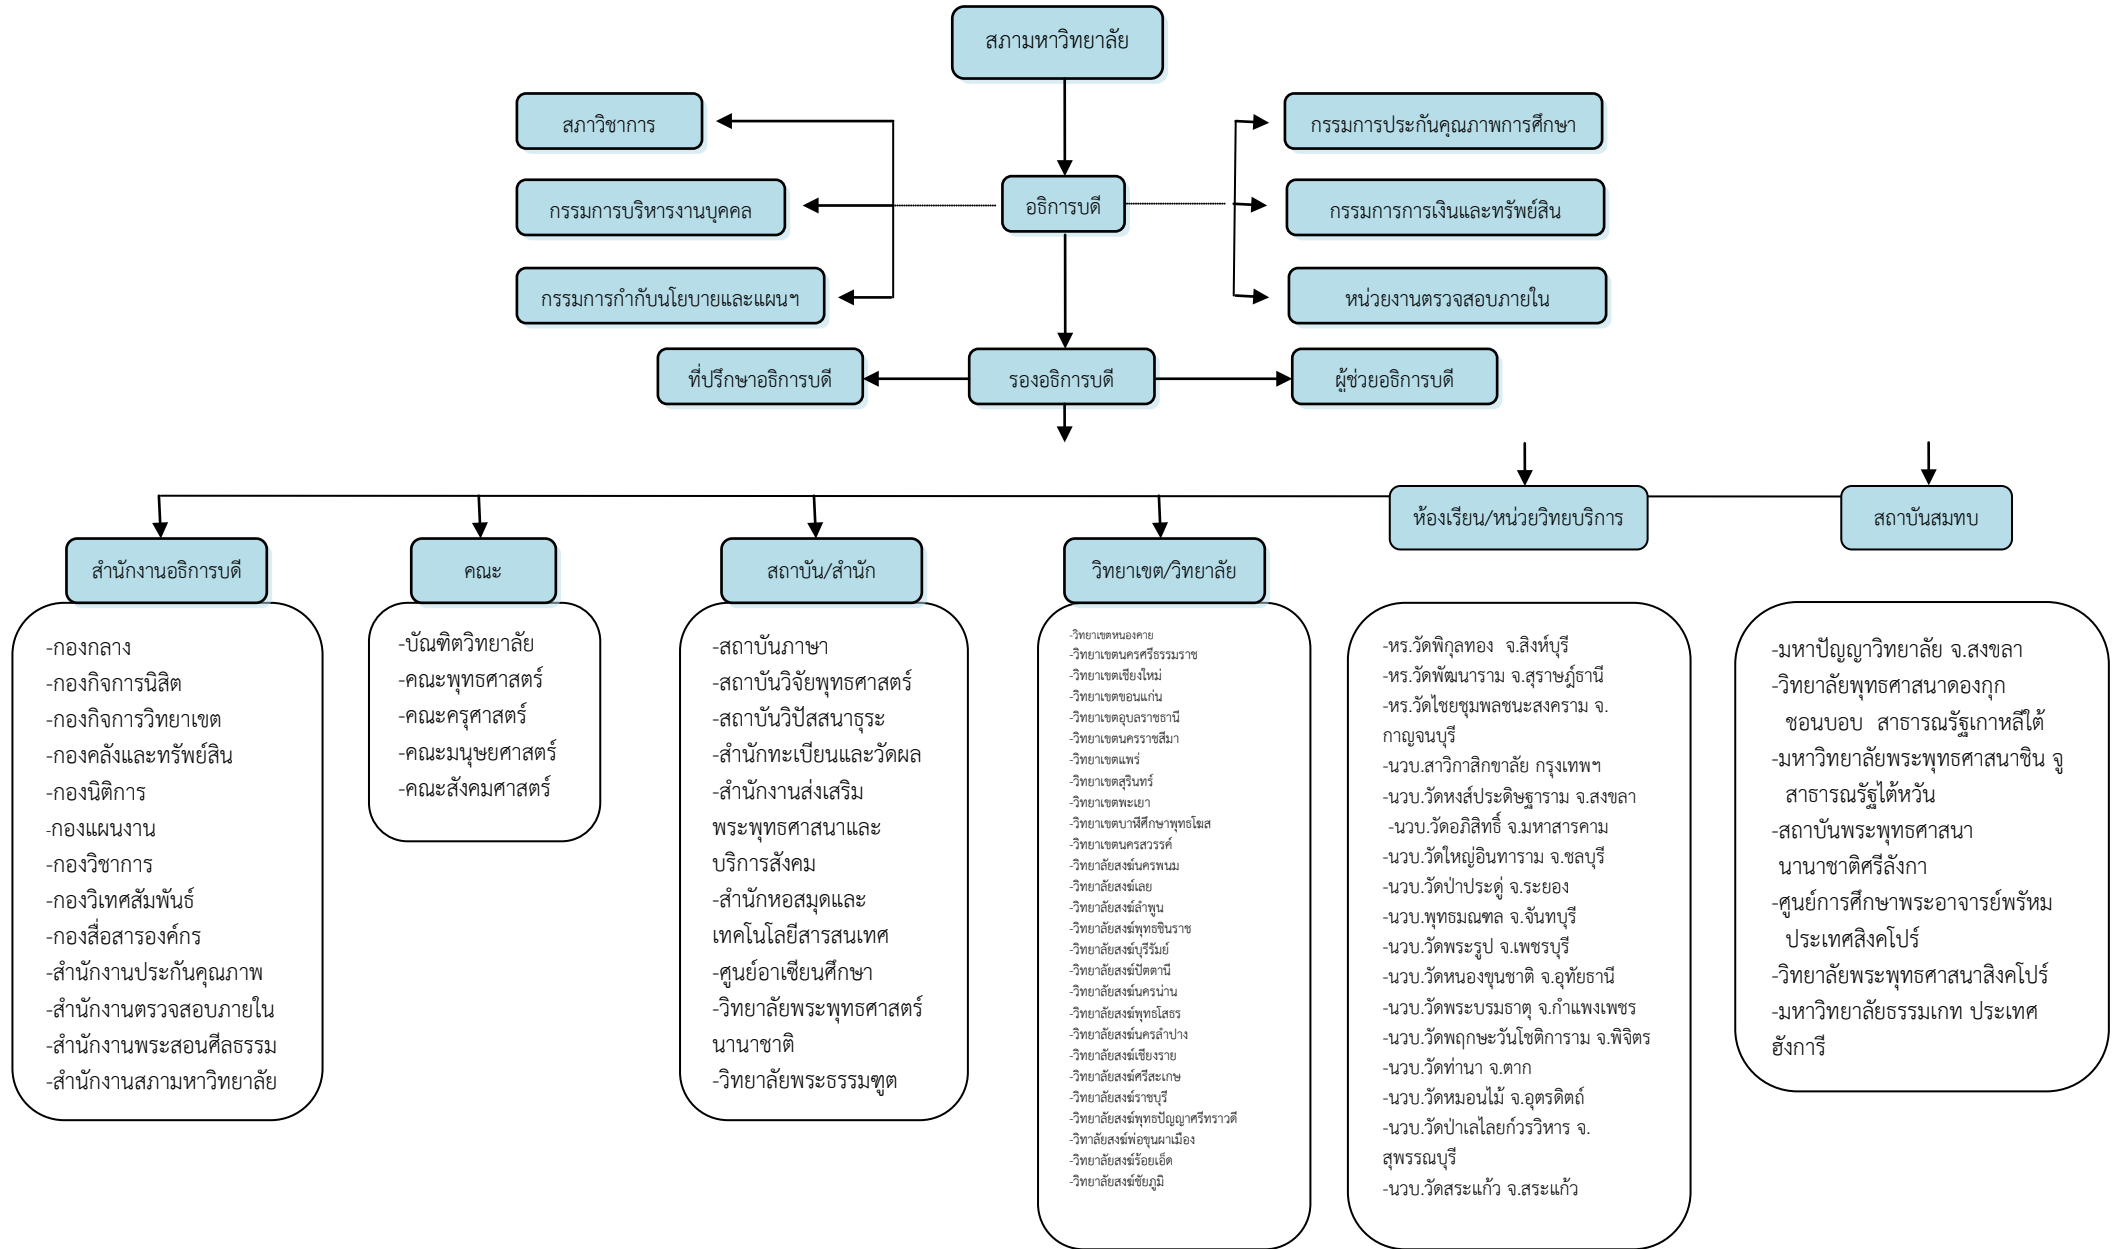 สภามหาวิทยาลัย
สภาวิชาการ
กรรมการประกันคุณภาพการศึกษา
กรรมการบริหารงานบุคคล
อธิการบดี
กรรมการการเงินและทรัพย์สิน
กรรมการกำกับนโยบายและแผนฯ
หน่วยงานตรวจสอบภายใน
ที่ปรึกษาอธิการบดี
รองอธิการบดี
ผู้ช่วยอธิการบดี
ห้องเรียน/หน่วยวิทยบริการ
สถาบันสมทบ
สำนักงานอธิการบดี
คณะ
สถาบัน/สำนัก
วิทยาเขต/วิทยาลัย
-กองกลาง
-กองกิจการนิสิต
-กองกิจการวิทยาเขต
-กองคลังและทรัพย์สิน
-กองนิติการ
-กองแผนงาน
-กองวิชาการ
-กองวิเทศสัมพันธ์
-กองสื่อสารองค์กร
-สำนักงานประกันคุณภาพ
-สำนักงานตรวจสอบภายใน
-สำนักงานพระสอนศีลธรรม
-สำนักงานสภามหาวิทยาลัย
-บัณฑิตวิทยาลัย
-คณะพุทธศาสตร์
-คณะครุศาสตร์
-คณะมนุษยศาสตร์
-คณะสังคมศาสตร์
-สถาบันภาษา
-สถาบันวิจัยพุทธศาสตร์
-สถาบันวิปัสสนาธุระ
-สำนักทะเบียนและวัดผล
-สำนักงานส่งเสริม
พระพุทธศาสนาและ
บริการสังคม
-สำนักหอสมุดและ
เทคโนโลยีสารสนเทศ
-ศูนย์อาเซียนศึกษา
-วิทยาลัยพระพุทธศาสตร์
นานาชาติ
-วิทยาลัยพระธรรมฑูต
-วิทยาเขตหนองคาย
-วิทยาเขตนครศรีธรรมราช
-วิทยาเขตเชียงใหม่
-วิทยาเขตขอนแก่น
-วิทยาเขตอุบลราชธานี
-วิทยาเขตนครราชสีมา
-วิทยาเขตแพร่
-วิทยาเขตสุรินทร์
-วิทยาเขตพะเยา
-วิทยาเขตบาฬีศึกษาพุทธโฆส
-วิทยาเขตนครสวรรค์
-วิทยาลัยสงฆ์นครพนม
-วิทยาลัยสงฆ์เลย
-วิทยาลัยสงฆ์ลำพูน
-วิทยาลัยสงฆ์พุทธชินราช
-วิทยาลัยสงฆ์บุรีรัมย์
-วิทยาลัยสงฆ์ปัตตานี
-วิทยาลัยสงฆ์นครน่าน
-วิทยาลัยสงฆ์พุทธโสธร
-วิทยาลัยสงฆ์นครลำปาง
-วิทยาลัยสงฆ์เชียงราย
-วิทยาลัยสงฆ์ศรีสะเกษ
-วิทยาลัยสงฆ์ราชบุรี
-วิทยาลัยสงฆ์พุทธปัญญาศรีทราวดี
-วิทาลัยสงฆ์พ่อขุนผาเมือง
-วิทยาลัยสงฆ์ร้อยเอ็ด
-วิทยาลัยสงฆ์ชัยภูมิ
-หร.วัดพิกุลทอง จ.สิงห์บุรี
-หร.วัดพัฒนาราม จ.สุราษฎ์ธานี
-หร.วัดไชยชุมพลชนะสงคราม จ.
กาญจนบุรี
-นวบ.สาวิกาสิกขาลัย กรุงเทพฯ
-นวบ.วัดหงส์ประดิษฐาราม จ.สงขลา
-นวบ.วัดอภิสิทธิ์ จ.มหาสารคาม
-นวบ.วัดใหญ่อินทาราม จ.ชลบุรี
-นวบ.วัดป่าประดู่ จ.ระยอง
-นวบ.พุทธมณฑล จ.จันทบุรี
-นวบ.วัดพระรูป จ.เพชรบุรี
-นวบ.วัดหนองขุนชาติ จ.อุทัยธานี
-นวบ.วัดพระบรมธาตุ จ.กำแพงเพชร
-นวบ.วัดพฤกษะวันโชติการาม จ.พิจิตร
-นวบ.วัดท่านา จ.ตาก
-นวบ.วัดหมอนไม้ จ.อุตรดิตถ์
-นวบ.วัดป่าเลไลยก์วรวิหาร จ.
สุพรรณบุรี
-นวบ.วัดสระแก้ว จ.สระแก้ว
-มหาปัญญาวิทยาลัย จ.สงขลา
-วิทยาลัยพุทธศาสนาดองกุก
ชอนบอบ สาธารณรัฐเกาหลีใต้
-มหาวิทยาลัยพระพุทธศาสนาชิน จู
สาธารณรัฐไต้หวัน
-สถาบันพระพุทธศาสนา
นานาชาติศรีลังกา
-ศูนย์การศึกษาพระอาจารย์พรัหม
ประเทศสิงคโปร์
-วิทยาลัยพระพุทธศาสนาสิงคโปร์
-มหาวิทยาลัยธรรมเกท ประเทศ
ฮังการี